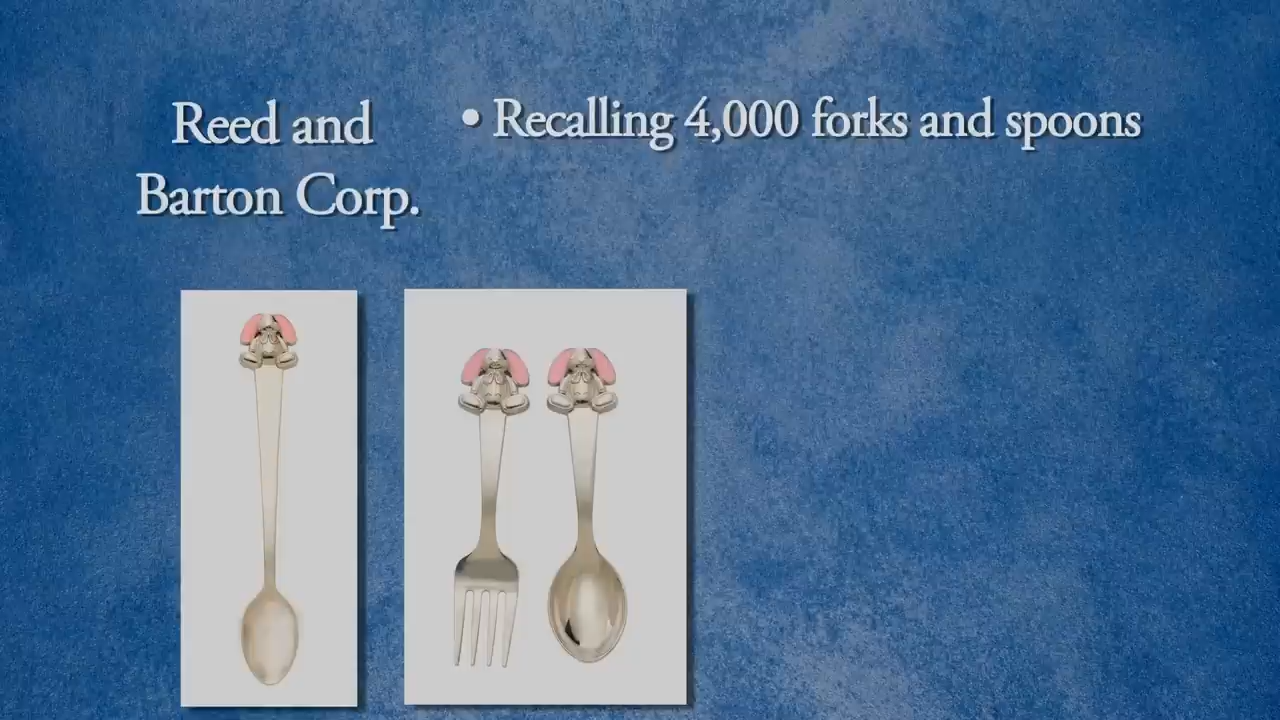 Reed and
Barton Corp.
• Recalling 4,000 forks and spoons